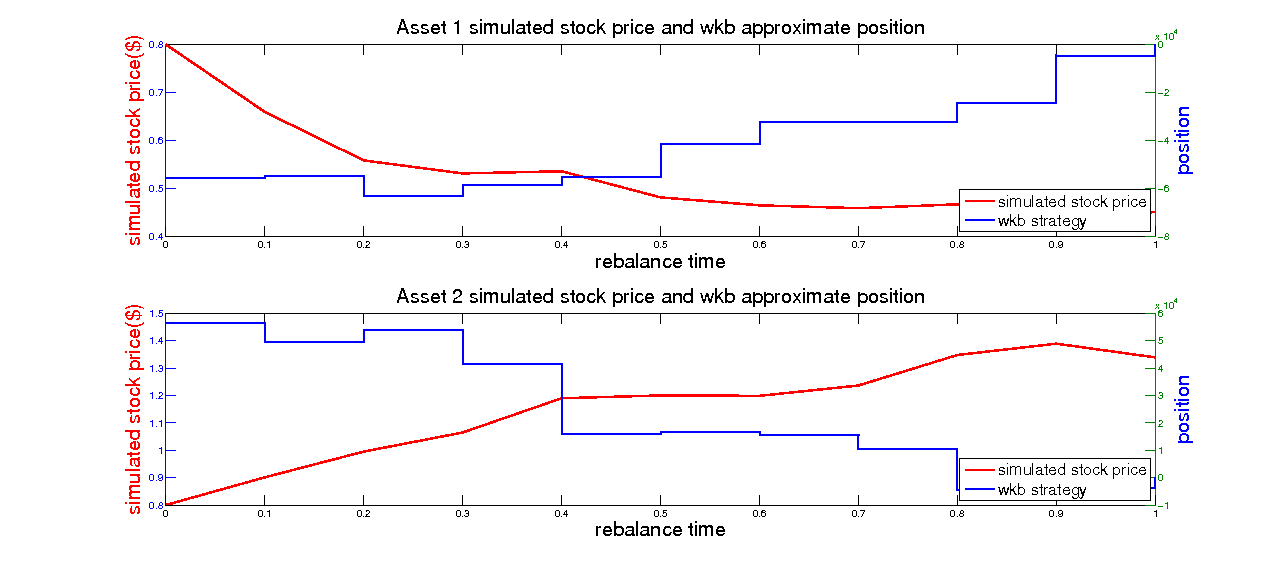 Asset 1 simulated stock price and wkb approximate position
x 10^4
simulated stock price($)
0.8
0.7
0.6
0.5
0.4
0
-2
-4
-6
-8
position
simulated stock price
wkb strategy
0 0.1 0.2 0.3 0.4 0.5 0.6 0.7 0.8 0.9 1
rebalance time
Asset 2 simulated stock price and wkb approximate position
x 10^4
simulated stock price($)
1.5
1.4
1.3
1.2
1.1
1
0.9
0.8
6
5
4
3
2
1
0
-1
position
simulated stock price
wkb strategy
0 0.1 0.2 0.3 0.4 0.5 0.6 0.7 0.8 0.9 1
rebalance time